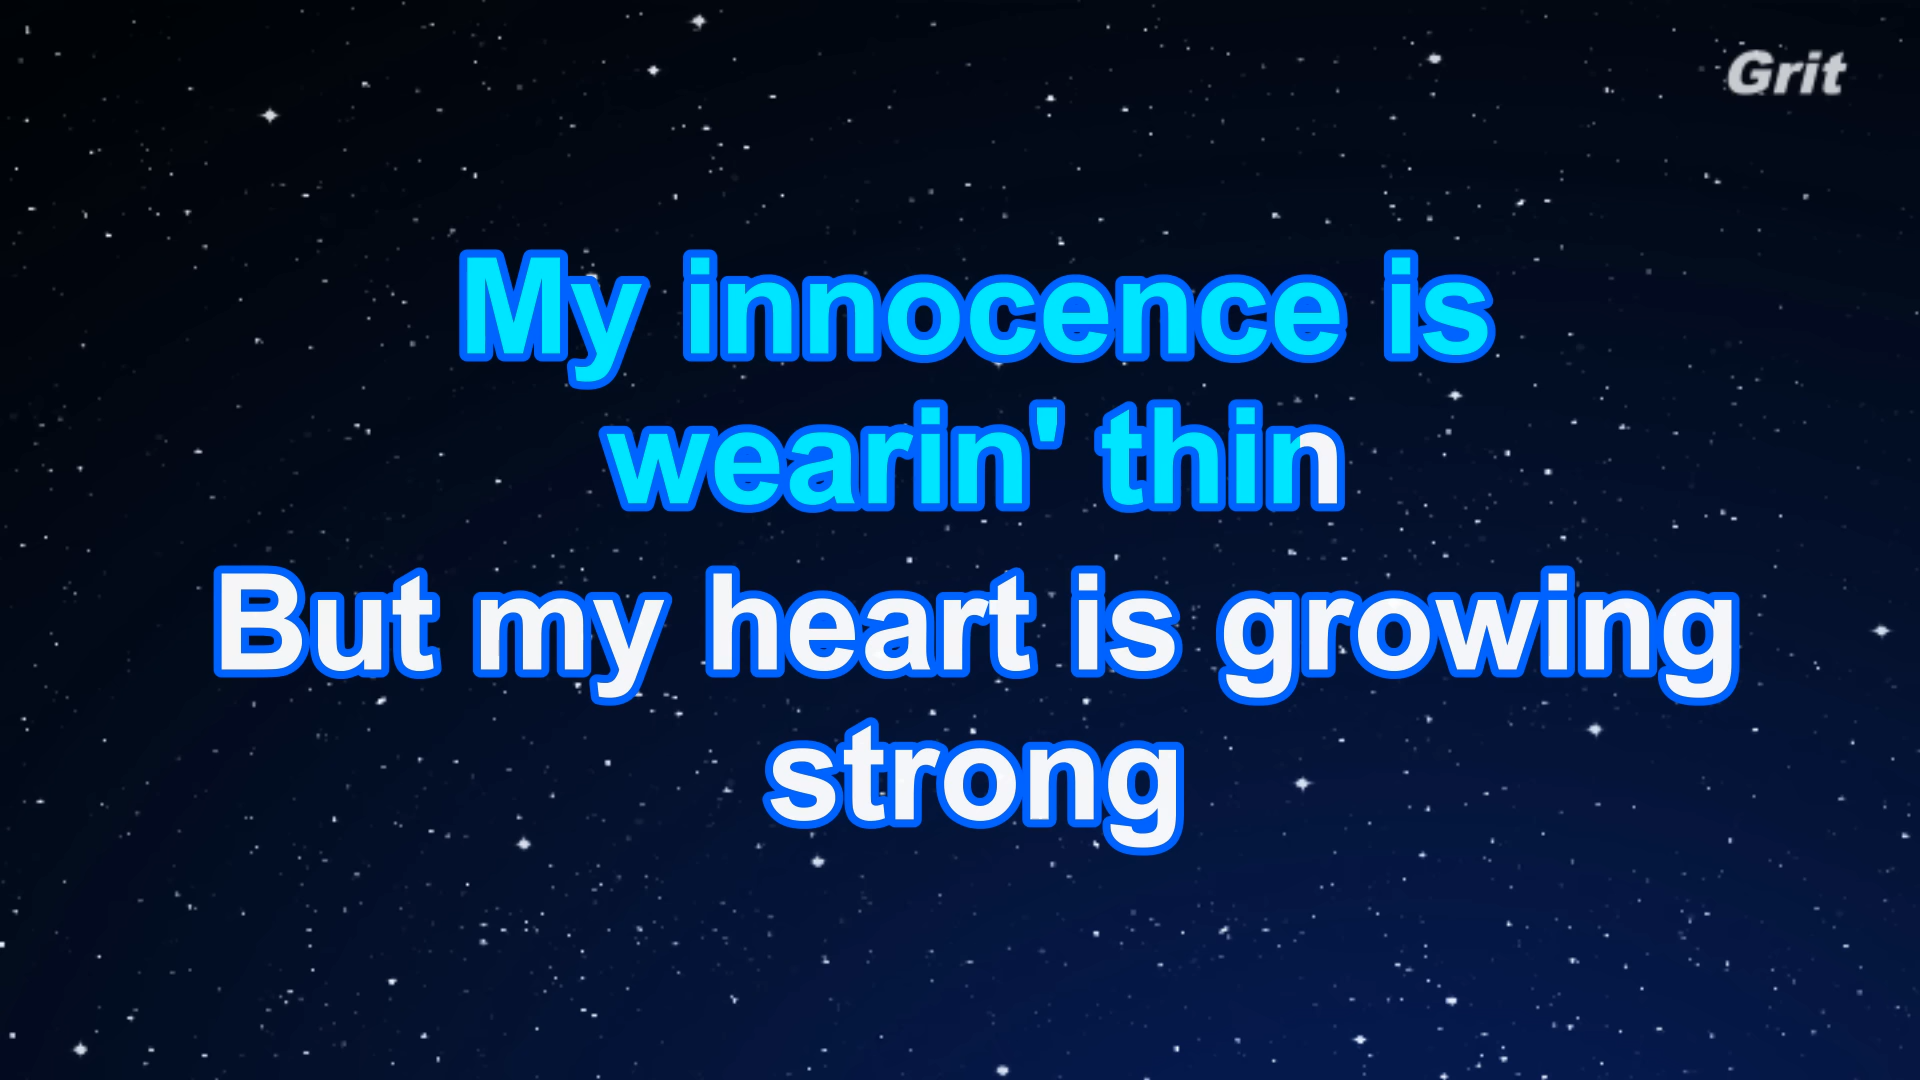 Grit
My innocence is
wearin' thin
But my heart is growing
strong